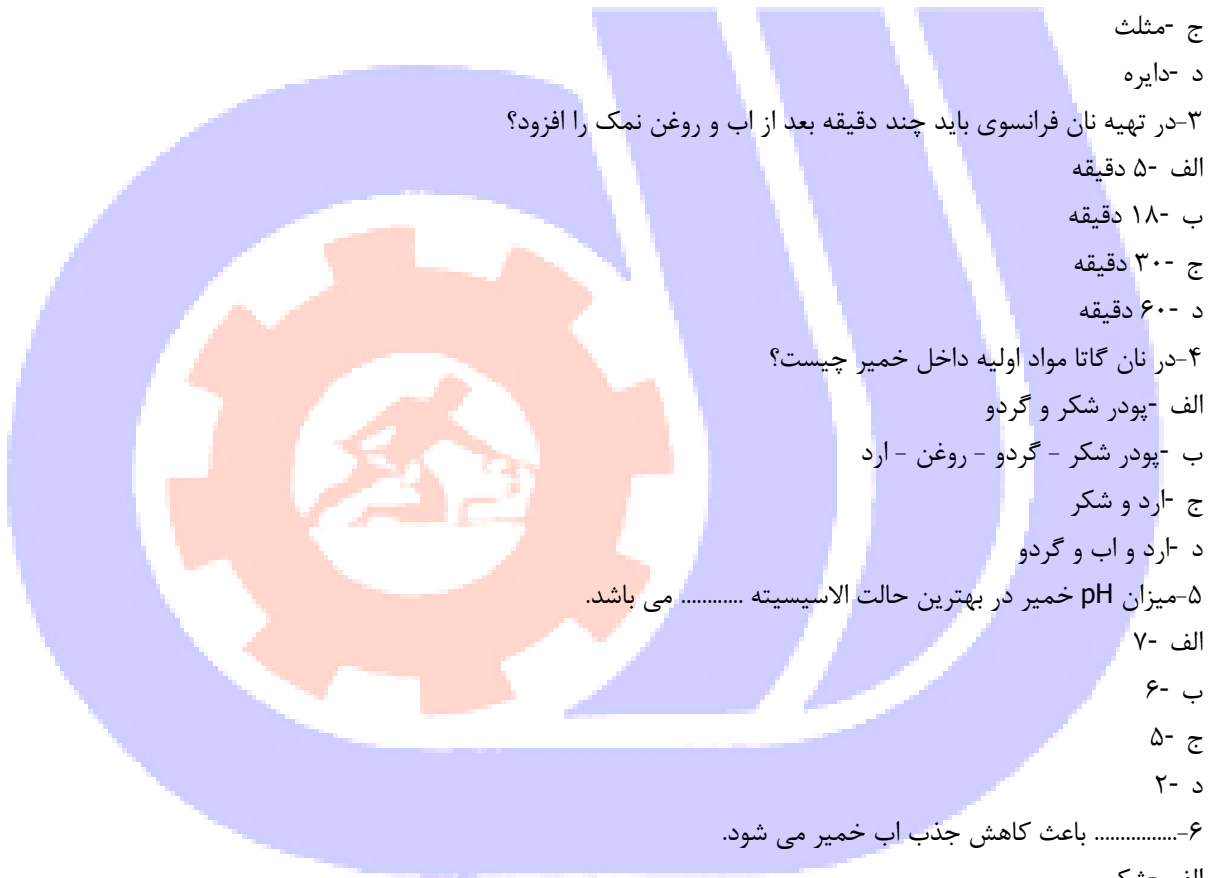 ج -مثلث
د -دایره
۳-در تهیه نان فرانسوی باید چند دقیقه بعد از اب و روغن نمک را افزود؟
الف -۵ دقیقه
ب -۱۸ دقیقه
ج -۳۰ دقیقه
د -۶۰ دقیقه
۴-در نان گاتا مواد اولیه داخل خمیر چیست؟
الف -پودر شکر و گردو
ب -پودر شکر - گردو - روغن - ارد
ج -ارد و شکر
د -ارد و اب و گردو
۵-میزان pH خمیر در بهترین حالت الاسیسیته ............ می باشد.
الف -۷
ب -۶
ج -۵
د -۲
۶-................ باعث کاهش جذب اب خمیر می شود.